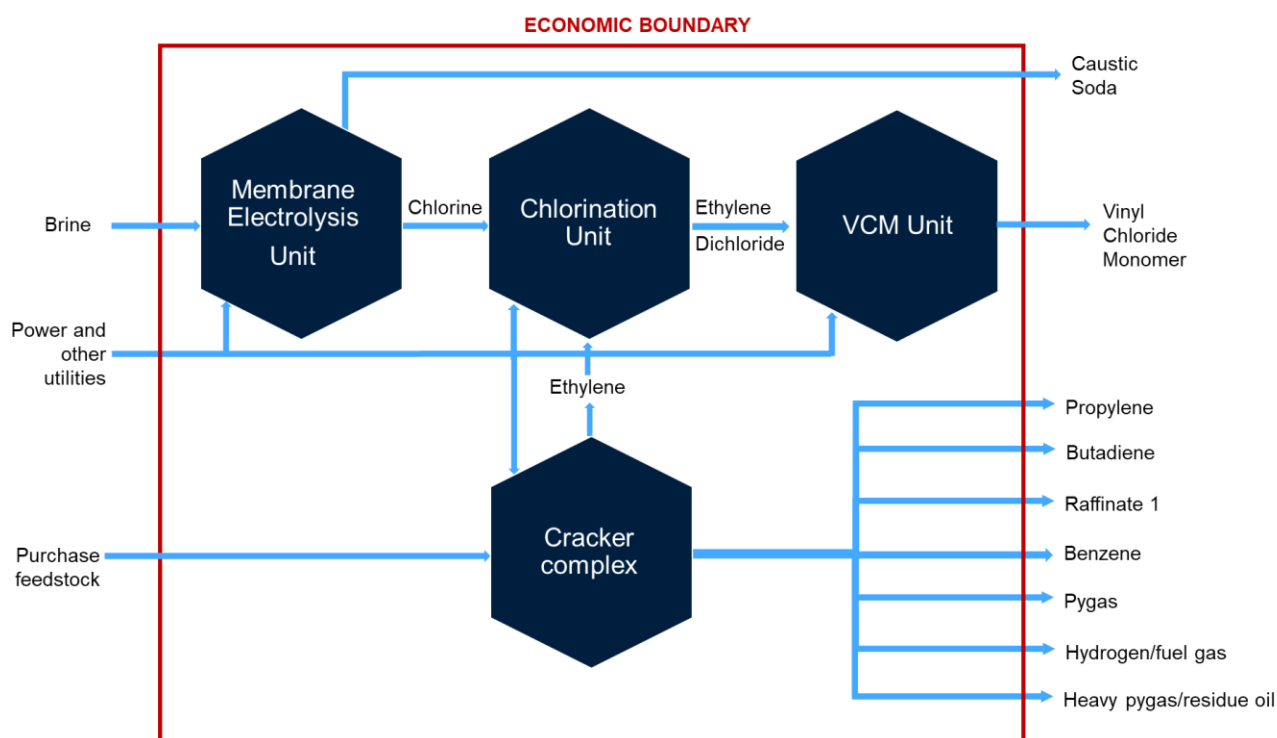 ECONOMIC BOUNDARY
Caustic
Soda
Membrane
Electrolysis
Unit
Chlorine
Chlorination
Unit
Ethylene
Dichloride
VCM Unit
Brine
Vinyl
Chloride
Monomer
Power and
other
utilities
Ethylene
Propylene
Butadiene
Raffinate 1
Benzene
Purchase
feedstock
Cracker
complex
Pygas
Hydrogen/fuel gas
Heavy pygas/residue oil